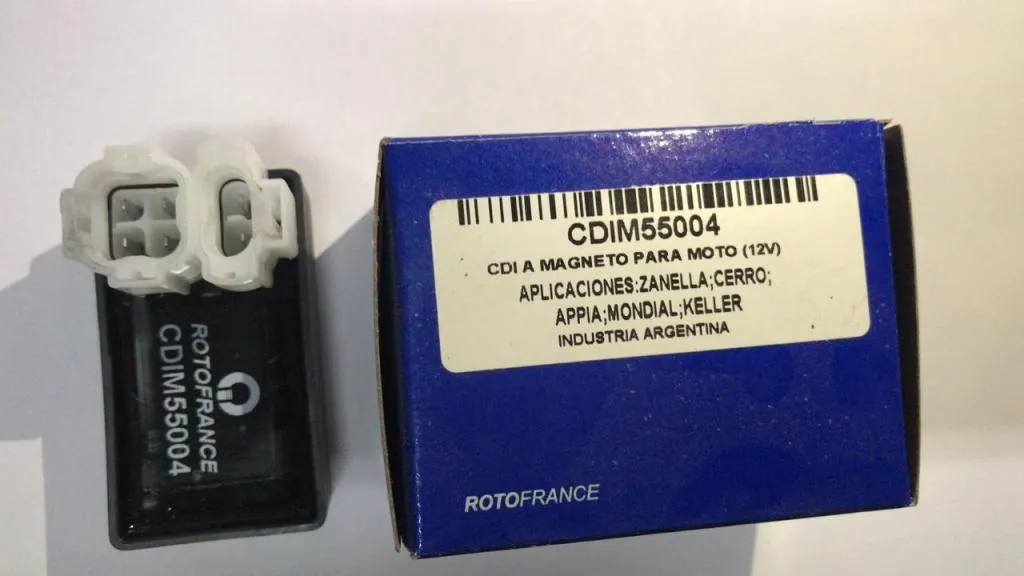 ROTOFRANCE
CDIM55004
CDIM55004
CDI A MAGNETO PARA MOTO (12V)
APLICACIONES:ZANELLA;CERRO;
APPIA;MONDIAL;KELLER
INDUSTRIA ARGENTINA
ROTOFRANCE